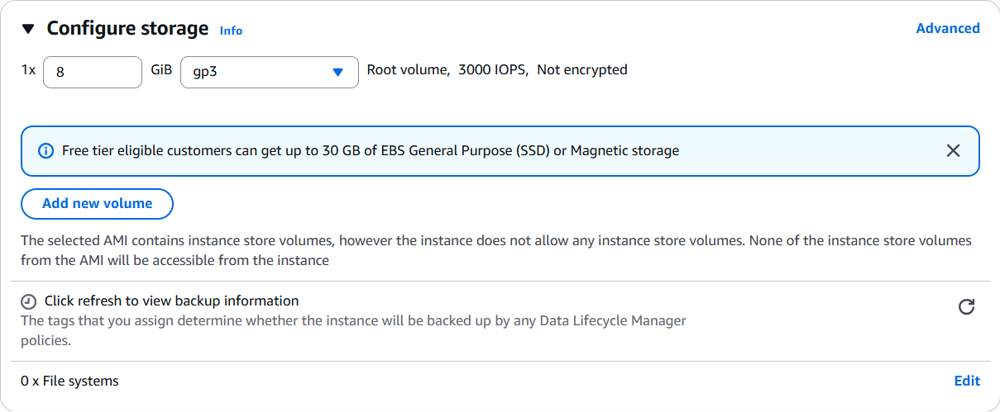 Configure storage Info Advanced
1x 8 GiB gp3 Root volume, 3000 IOPS, Not encrypted
Free tier eligible customers can get up to 30 GB of EBS General Purpose (SSD) or Magnetic storage
Add new volume
The selected AMI contains instance store volumes, however the instance does not allow any instance store volumes. None of the instance store volumes
from the AMI will be accessible from the instance
Click refresh to view backup information
The tags that you assign determine whether the instance will be backed up by any Data Lifecycle Manager
policies.
0 x File systems Edit